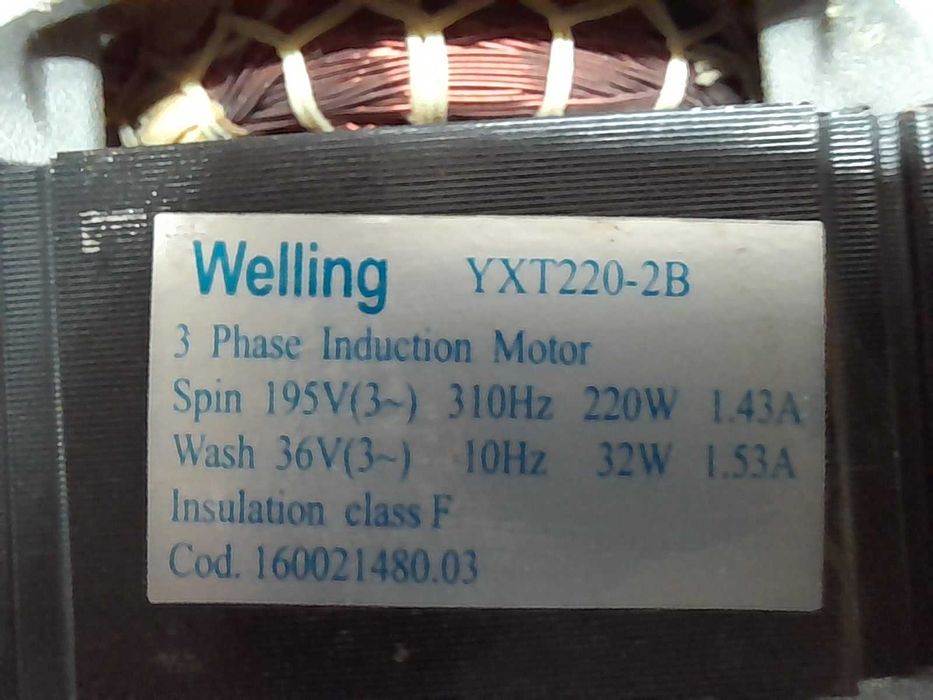 Welling YXT220-2B
3 Phase Induction Motor
Spin 195V(3~) 310Hz 220W 1.43A
Wash 36V(3~) 10Hz 32W 1.53A
Insulation class F
Cod. 160021480.03